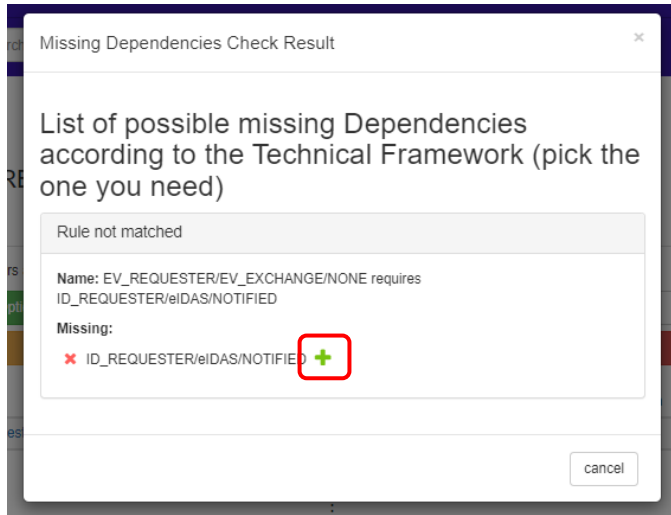 Missing Dependencies Check Result ×
List of possible missing Dependencies
according to the Technical Framework (pick the
one you need)
Rule not matched
Name: EV_REQUESTER/EV_EXCHANGE/NONE requires
ID_REQUESTER/eIDAS/NOTIFIED
Missing:
ID_REQUESTER/eIDAS/NOTIFIED
cancel